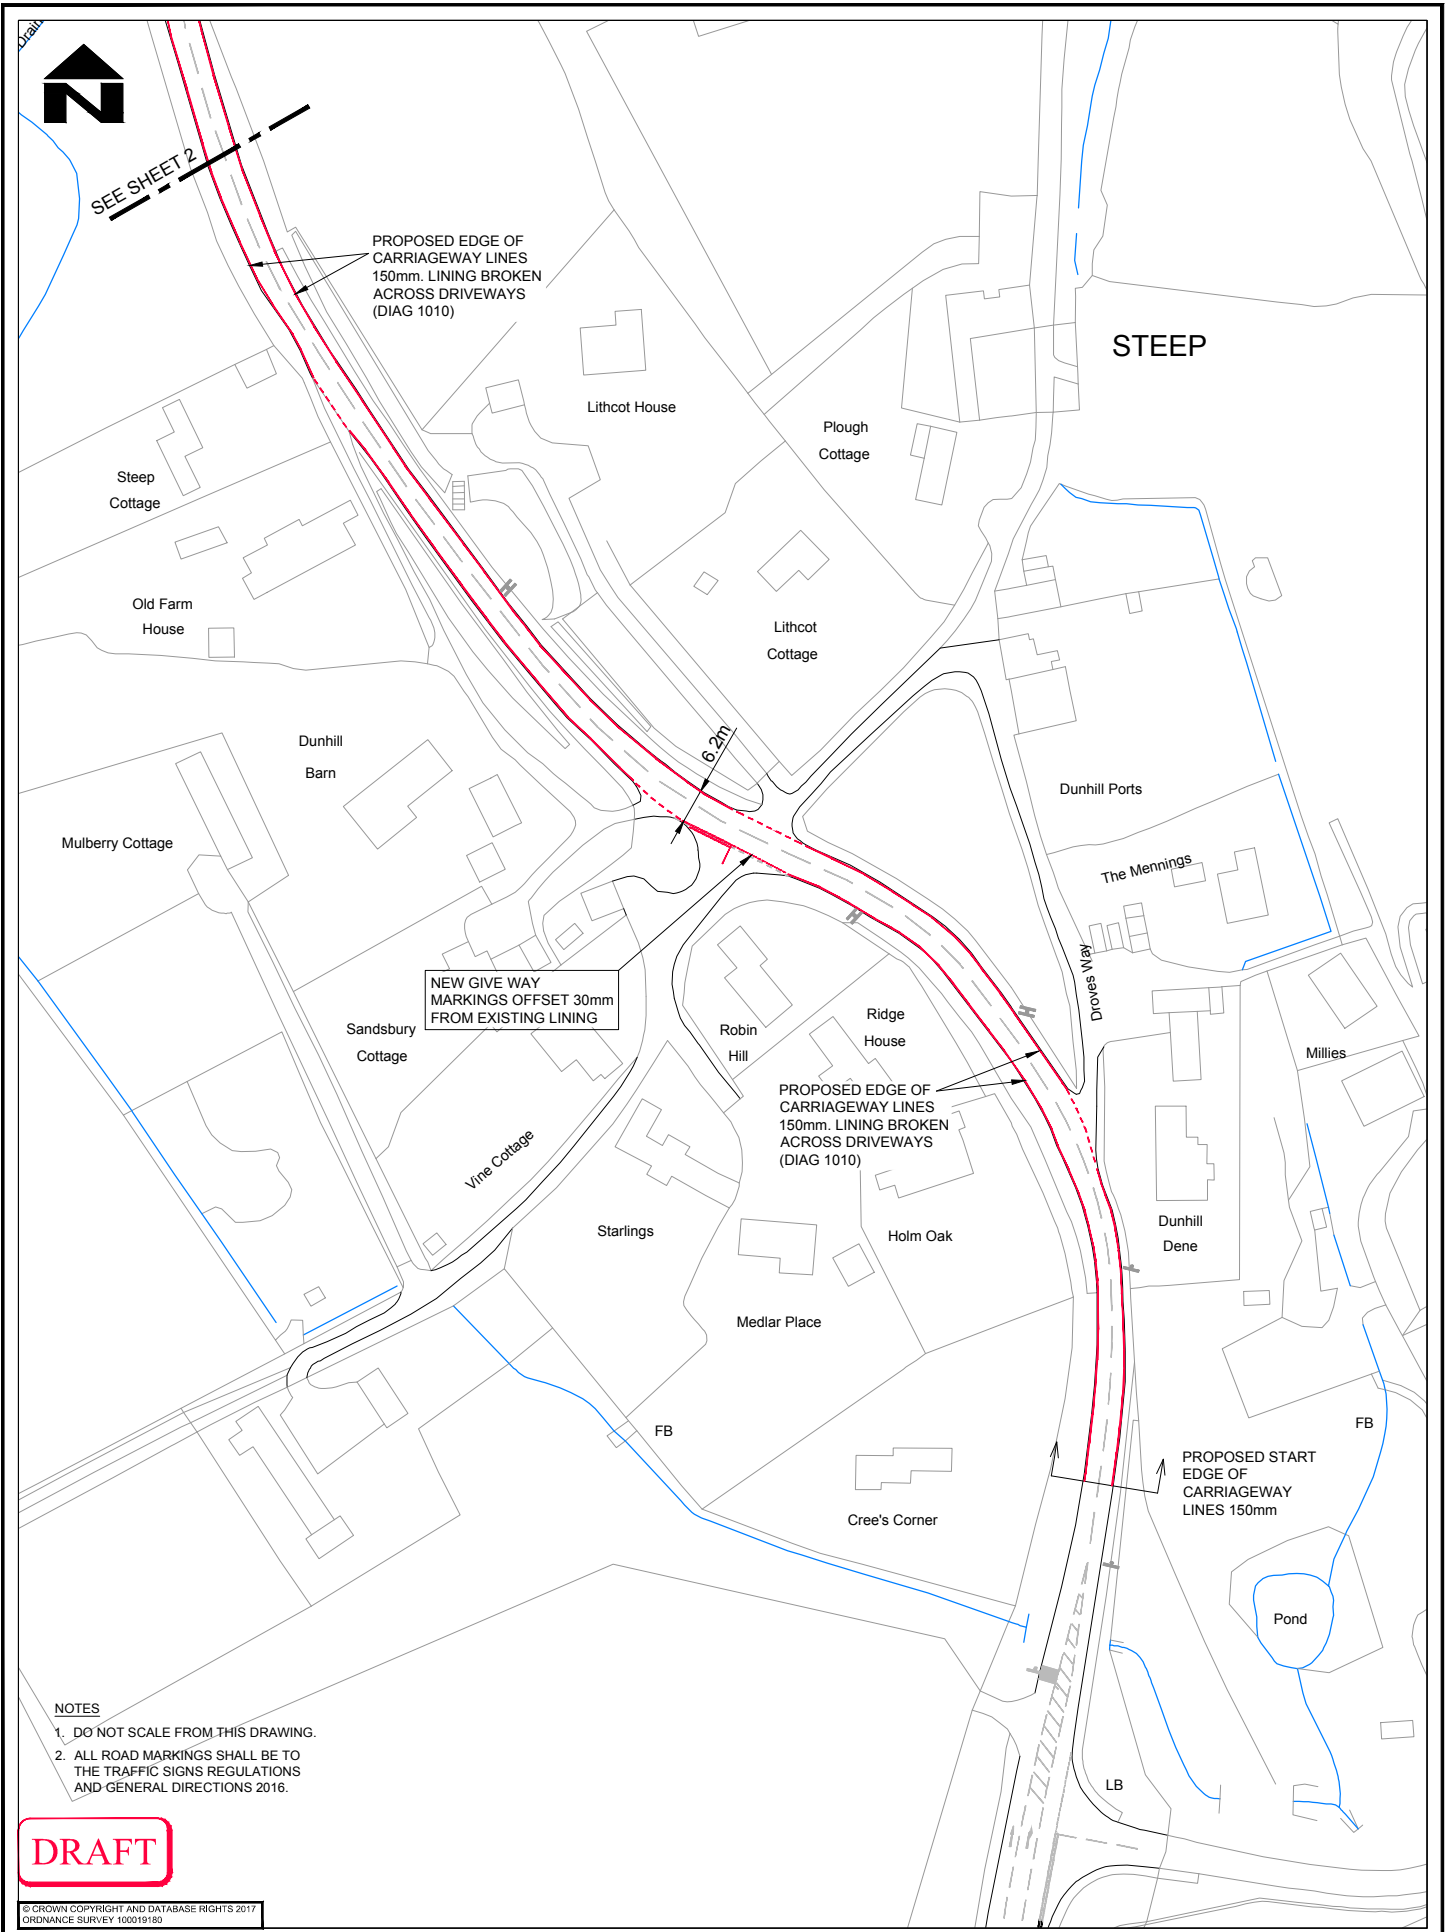 Drain
N
SEE SHEET 2
PROPOSED EDGE OF
CARRIAGEWAY LINES
150mm. LINING BROKEN
ACROSS DRIVEWAYS
(DIAG 1010)
STEEP
Lithcot House
Plough
Cottage
Steep
Cottage
Old Farm
House
Lithcot
Cottage
6.2m
Dunhill
Barn
Dunhill Ports
Mulberry Cottage
The Mennings
Droves Way
NEW GIVE WAY
MARKINGS OFFSET 30mm
FROM EXISTING LINING
Sandsbury
Cottage
Robin
Hill
Ridge
House
Millies
PROPOSED EDGE OF
CARRIAGEWAY LINES
150mm. LINING BROKEN
ACROSS DRIVEWAYS
(DIAG 1010)
Vine Cottage
Starlings
Holm Oak
Dunhill
Dene
Medlar Place
FB
FB
PROPOSED START
EDGE OF
CARRIAGEWAY
LINES 150mm
Cree's Corner
Pond
LB
NOTES
1. DO NOT SCALE FROM THIS DRAWING.
2. ALL ROAD MARKINGS SHALL BE TO
THE TRAFFIC SIGNS REGULATIONS
AND GENERAL DIRECTIONS 2016.
DRAFT
© CROWN COPYRIGHT AND DATABASE RIGHTS 2017
ORDNANCE SURVEY 100019180